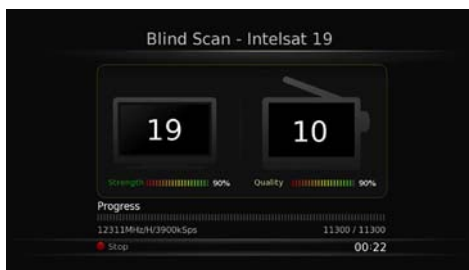 Blind Scan - Intelsat 19
19 10
Strength 90% Quality 90%
Progress
12311MHz/H/3900kSps 11300 / 11300
Stop 00:22